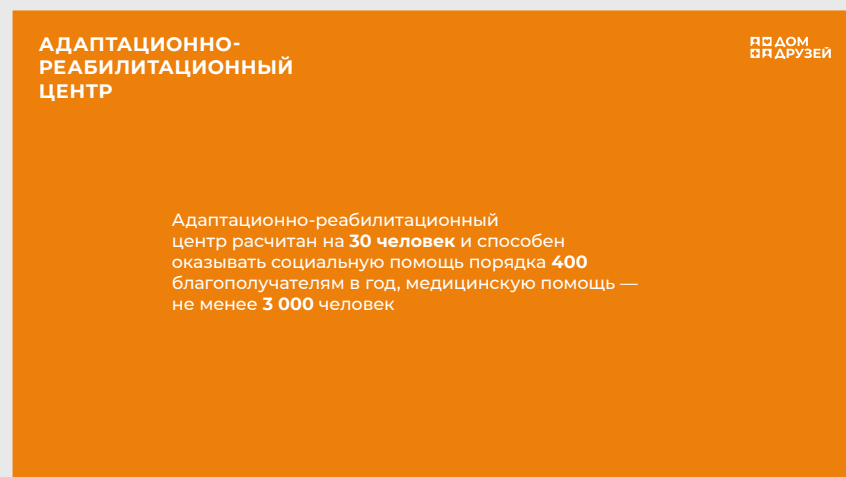 АДАПТАЦИОННО-
РЕАБИЛИТАЦИОННЫЙ
ЦЕНТР
ДОМ
ДРУЗЕЙ
Адаптационно-реабилитационный
центр расчитан на 30 человек и способен
оказывать социальную помощь порядка 400
благополучателям в год, медицинскую помощь —
не менее 3 000 человек